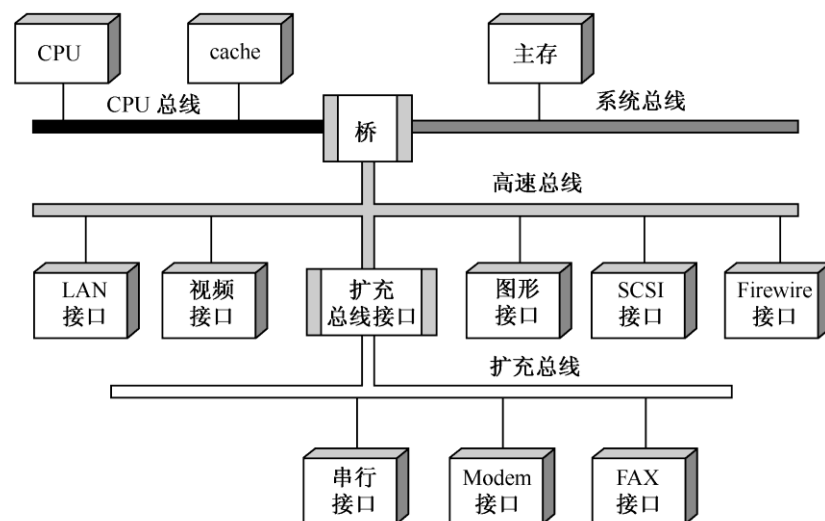 CPU
cache
主存
CPU 总线
系统总线
桥
高速总线
LAN
接口
视频
接口
扩充
总线接口
图形
接口
SCSI
接口
Firewire
接口
扩充总线
串行
接口
Modem
接口
FAX
接口